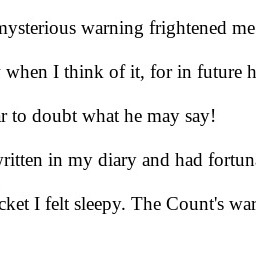 mysterious warning frightened me
when I think of it, for in future h
r to doubt what he may say!
written in my diary and had fortun
cket I felt sleepy. The Count's war